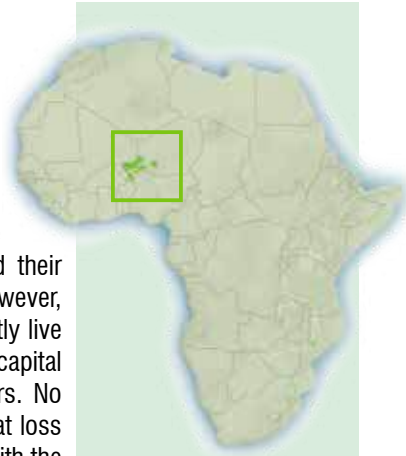 d their
wever,
tly live
capital
rs. No
at loss
ith the